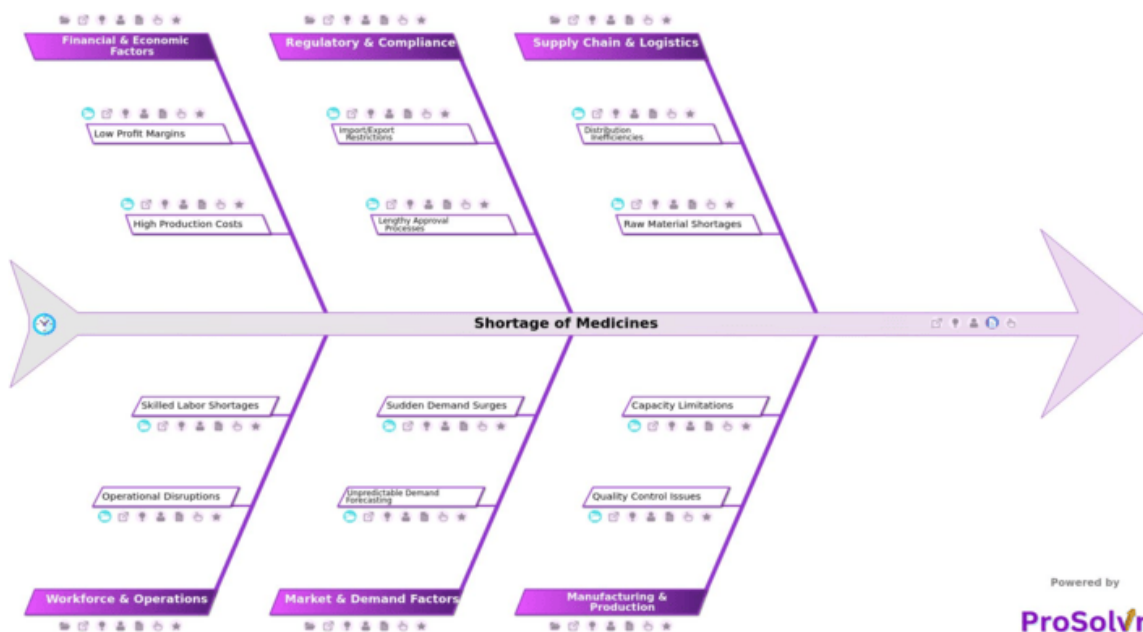 Financial & Economic
Factors
Regulatory & Compliance
Supply Chain & Logistics
Low Profit Margins
Import/Export
Restrictions
Distribution
Inefficiencies
High Production Costs
Lengthy Approval
Processes
Raw Material Shortages
Shortage of Medicines
Skilled Labor Shortages
Sudden Demand Surges
Capacity Limitations
Operational Disruptions
Unpredictable Demand
Forecasting
Quality Control Issues
Workforce & Operations
Market & Demand Factors
Manufacturing &
Production
Powered by
ProSolvr